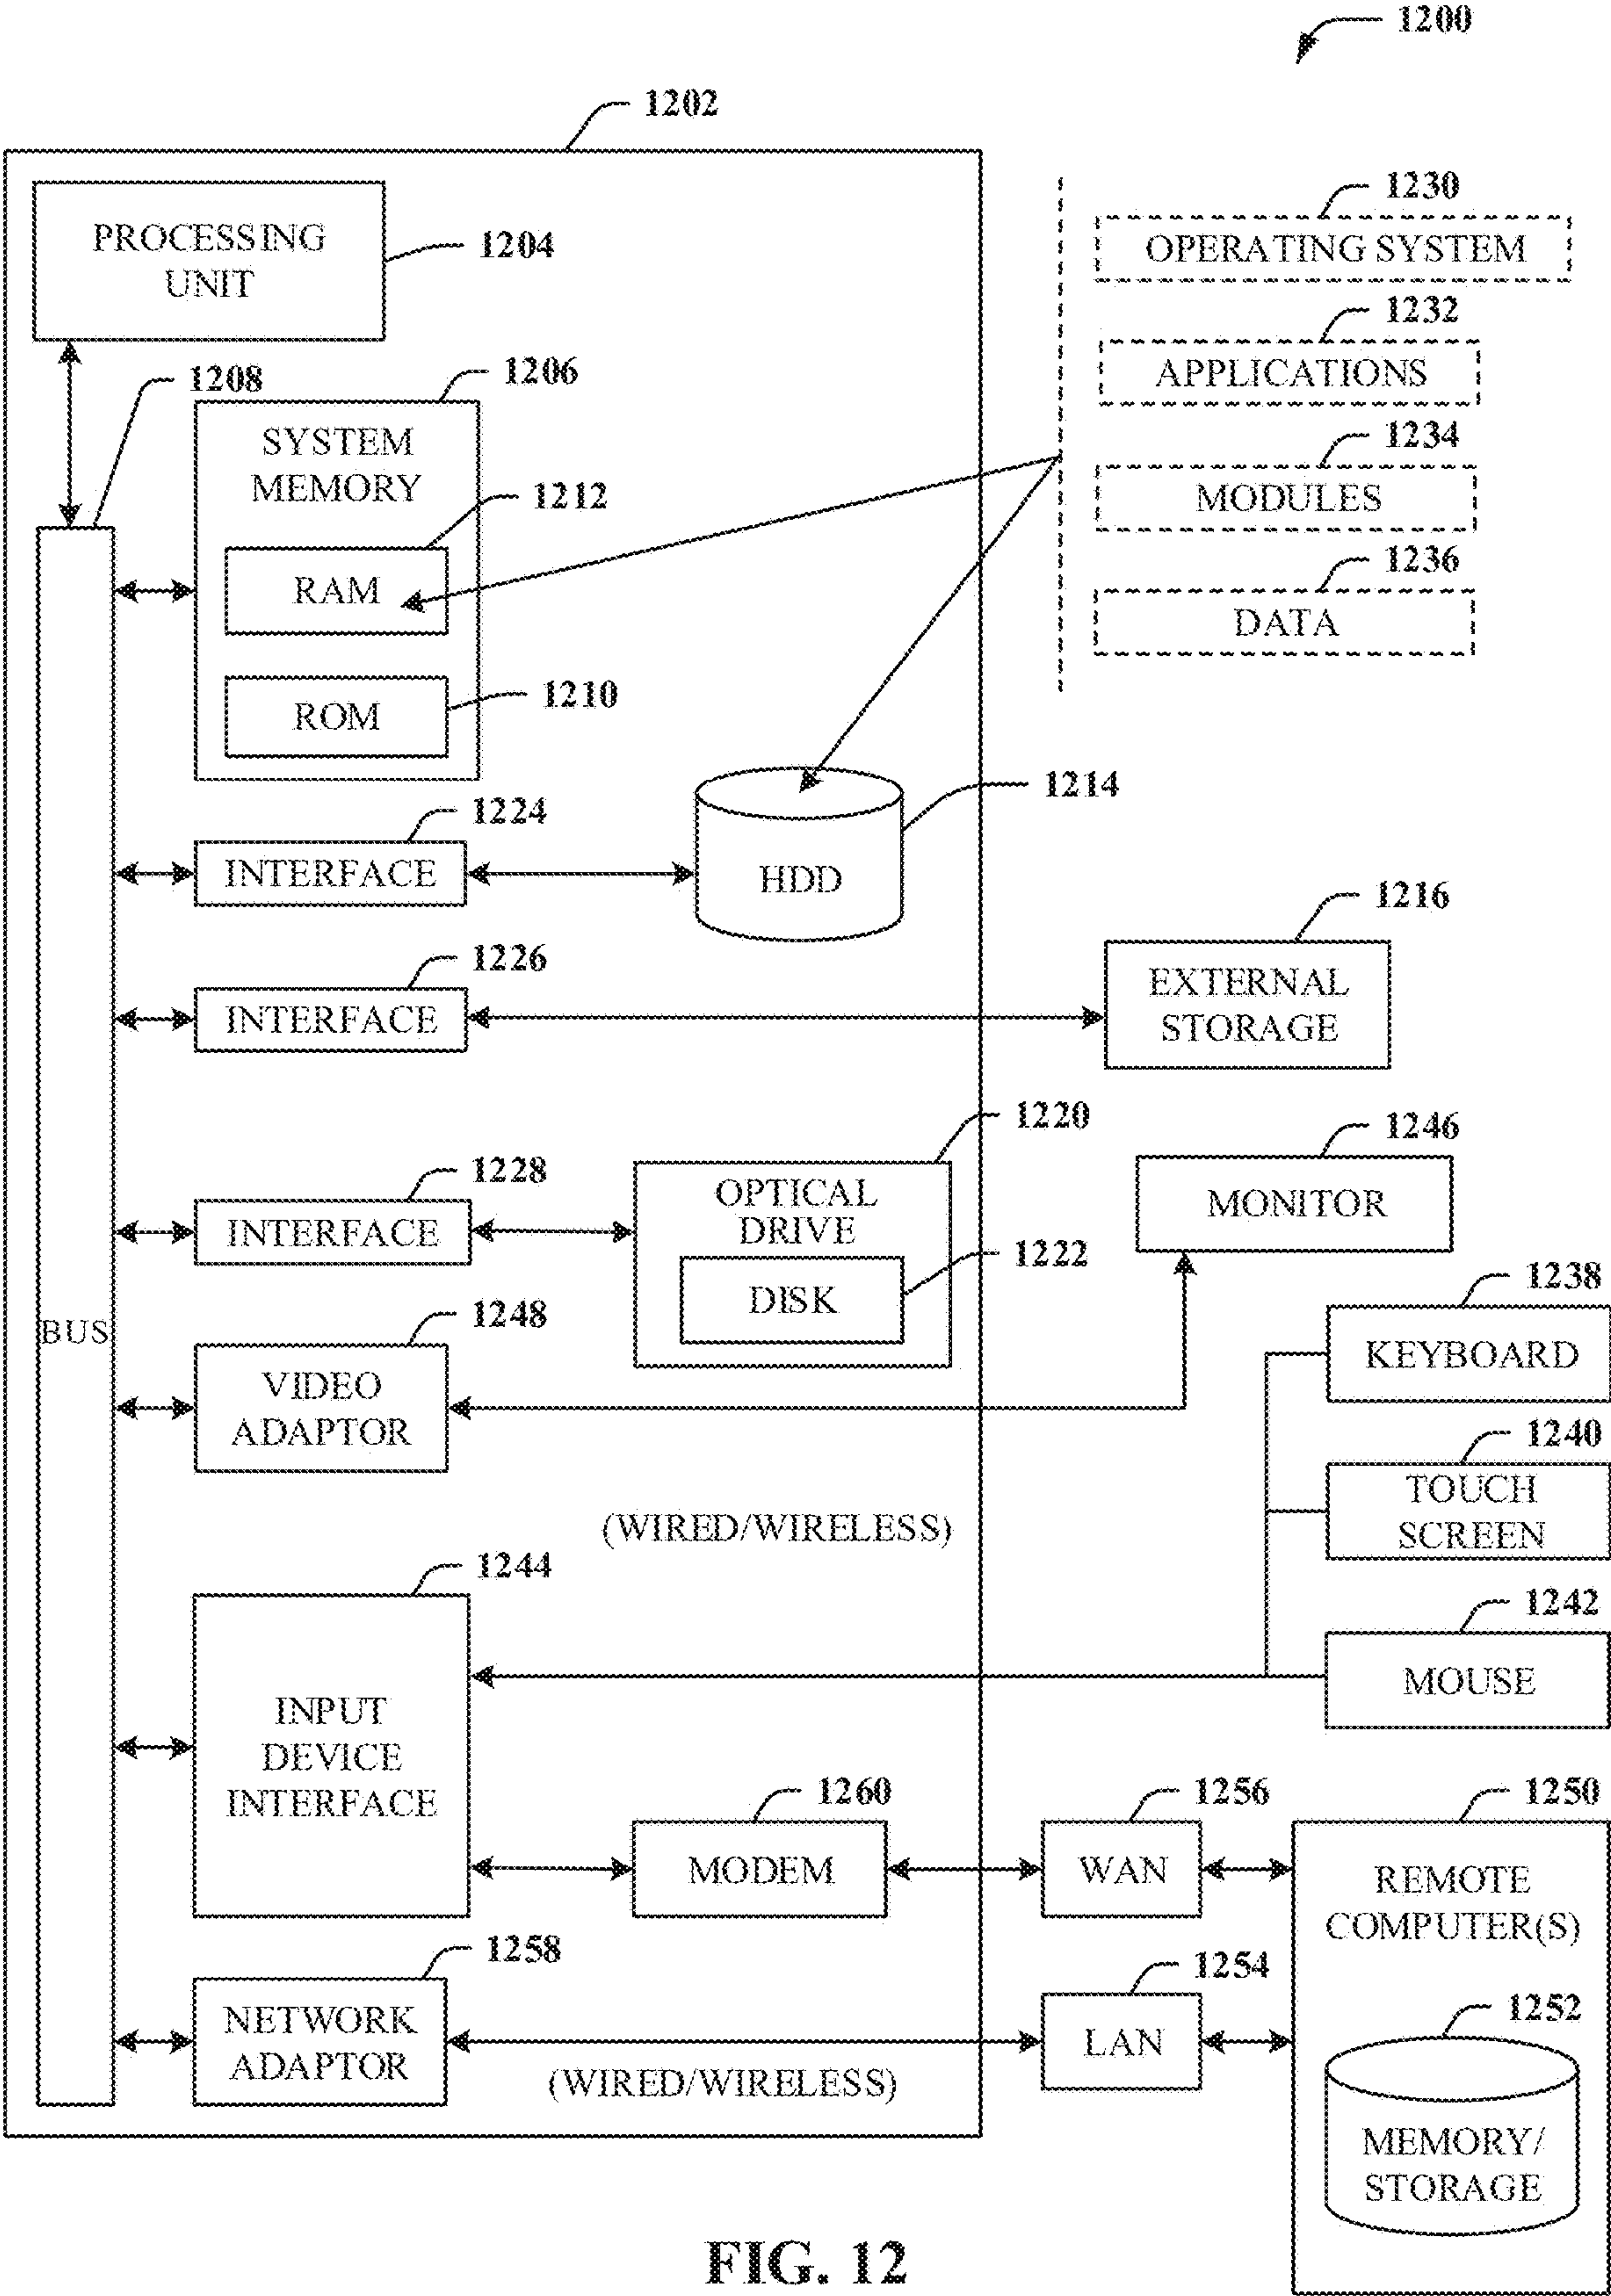 1200
1202
PROCESSING
UNIT
1204
1230
OPERATING SYSTEM
1232
APPLICATIONS
1234
MODULES
1236
DATA
1208
1206
SYSTEM
MEMORY
1212
RAM
1210
ROM
1214
HDD
1224
INTERFACE
1216
EXTERNAL
STORAGE
1226
INTERFACE
1220
OPTICAL
DRIVE
1222
DISK
1228
INTERFACE
1246
MONITOR
1238
KEYBOARD
BUS
1248
VIDEO
ADAPTOR
1240
TOUCH
SCREEN
(WIRED/WIRELESS)
1244
INPUT
DEVICE
INTERFACE
1242
MOUSE
1260
MODEM
1256
WAN
1250
REMOTE
COMPUTER(S)
1258
NETWORK
ADAPTOR
(WIRED/WIRELESS)
1254
LAN
1252
MEMORY/
STORAGE
FIG. 12